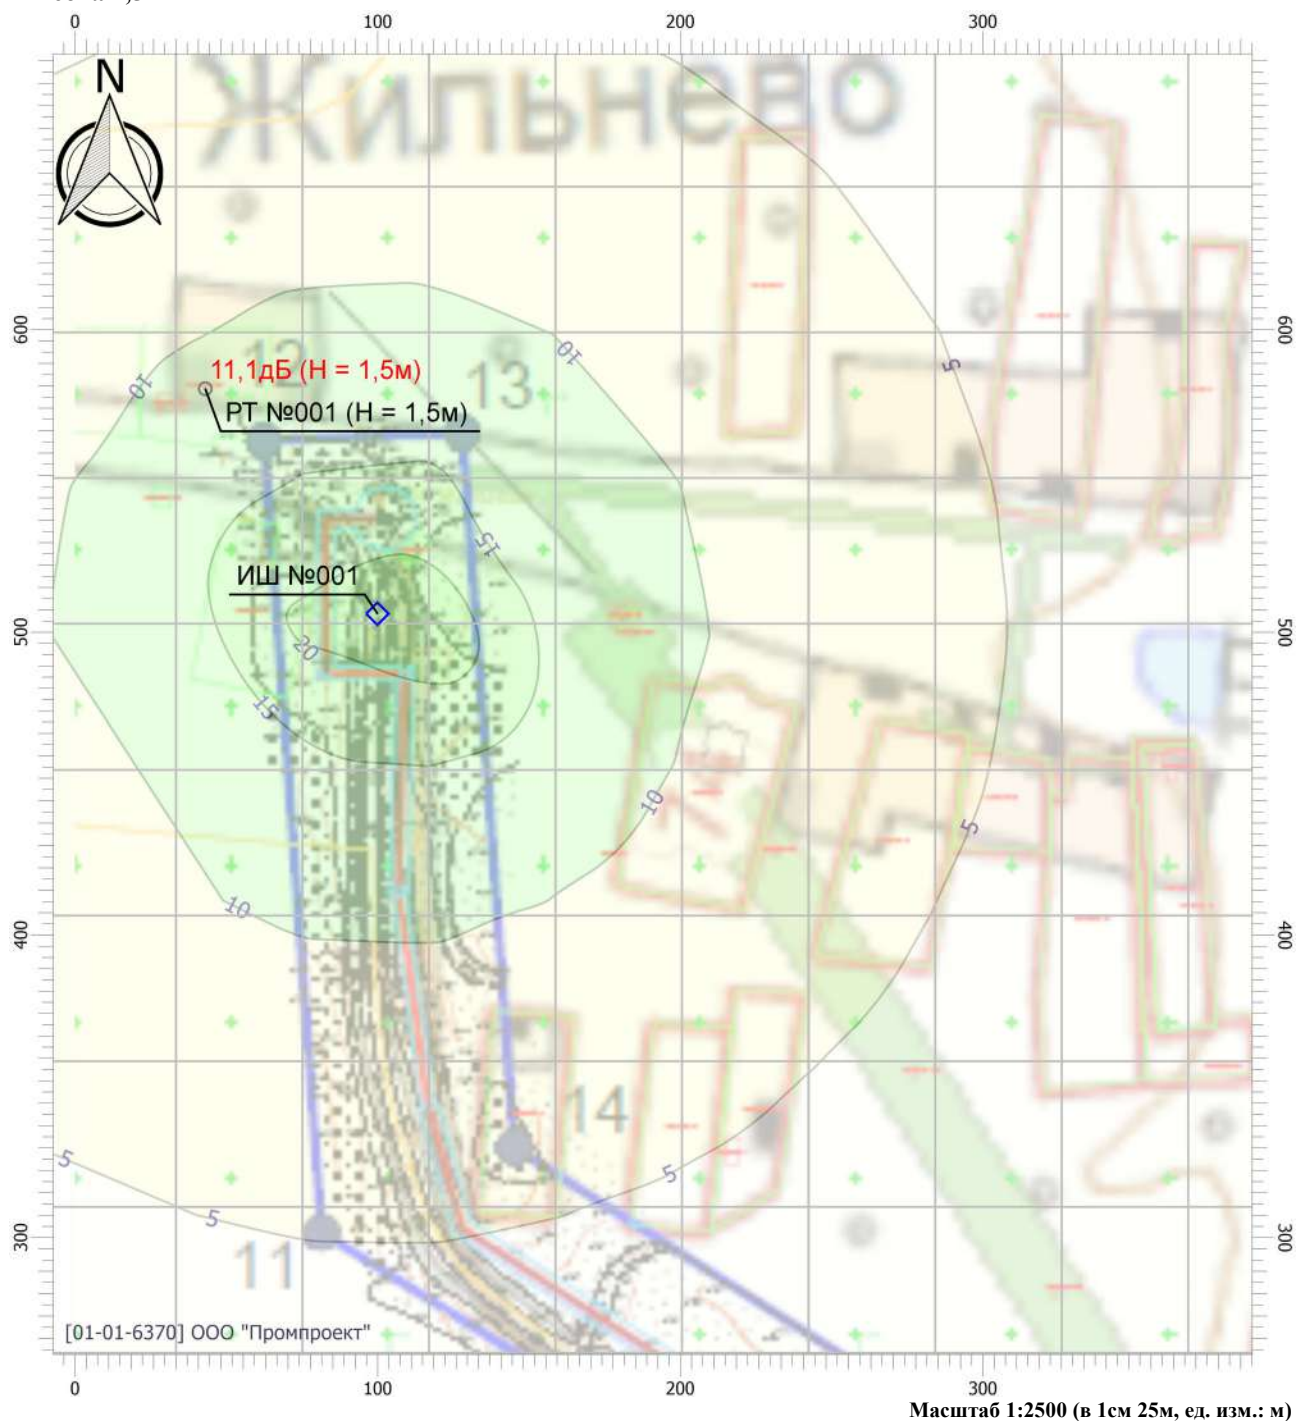 0 100 200 300
N
Жильнево
600 600
10 10 5
12
13
11,1дБ (Н = 1,5м)
РТ №001 (Н = 1,5м)
15
ИШ №001
500 500
20
15
10 5
10
400 400
14
5 5
5
300 300
11
[01-01-6370] ООО "Промпроект"
0 100 200 300
Масштаб 1:2500 (в 1см 25м, ед. изм.: м)